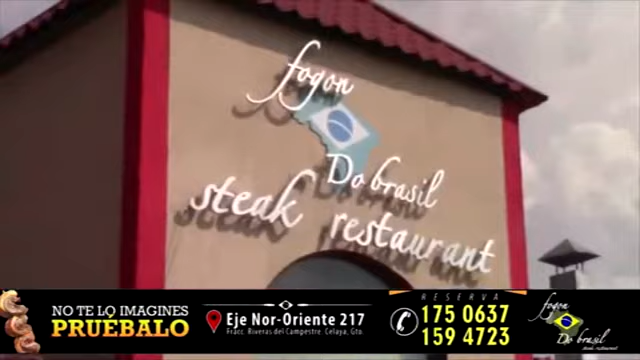 fogon
Do brasil
steak restaurant
NO TE LO IMAGINES
PRUÉBALO
Eje Nor-Oriente 217
Fracc. Riveras del Campestre Celaya, Gto.
RESERVA
175 0637
159 4723
fogon
Do brasil
steak restaurant